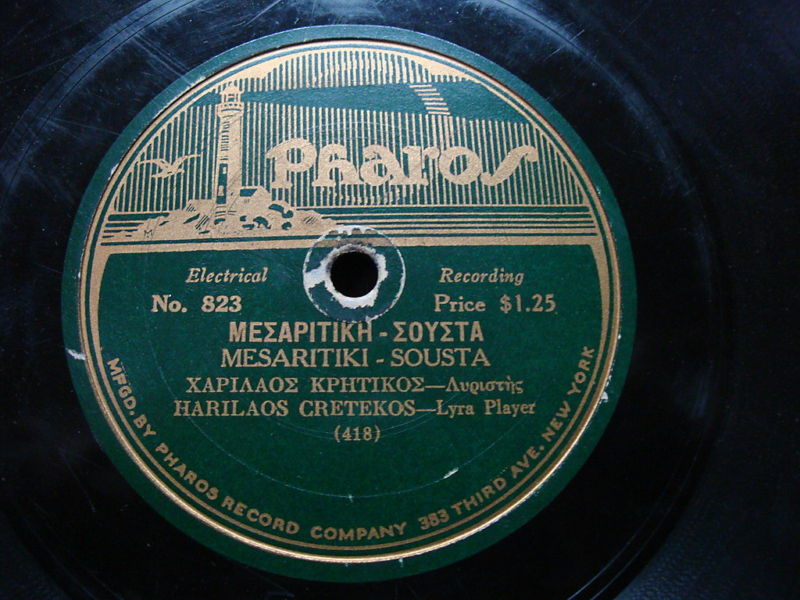 Pharos
Electrical Recording
No. 823 Price $1.25
ΜΕΣΑΡΙΤΙΚΗ - ΣΟΥΣΤΑ
MESARITIKI - SOUSTA
ΧΑΡΙΛΑΟΣ ΚΡΗΤΙΚΟΣ—Λυριστὴς
HARILAOS CRETEKOS—Lyra Player
(418)
MFGD. BY PHAROS RECORD COMPANY 383 THIRD AVE. NEW YORK